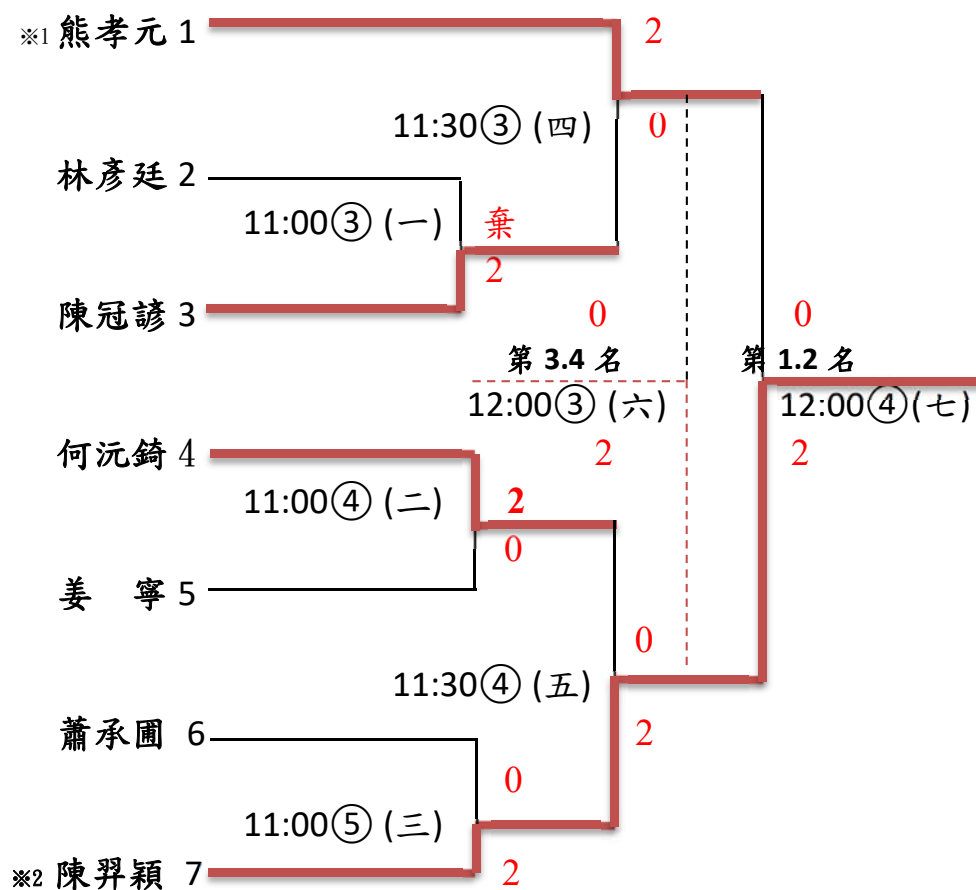 ※1 熊孝元 1
2
11:30③ (四)
0
林彥廷 2
11:00③ (一)
棄
2
陳冠諺 3
0
0
第 3.4 名
第 1.2 名
12:00③ (六)
12:00④(七)
2
2
何沅錡 4
11:00④ (二)
2
0
姜 寧 5
0
11:30④ (五)
2
蕭承圃 6
0
11:00⑤ (三)
2
※2 陳羿穎 7